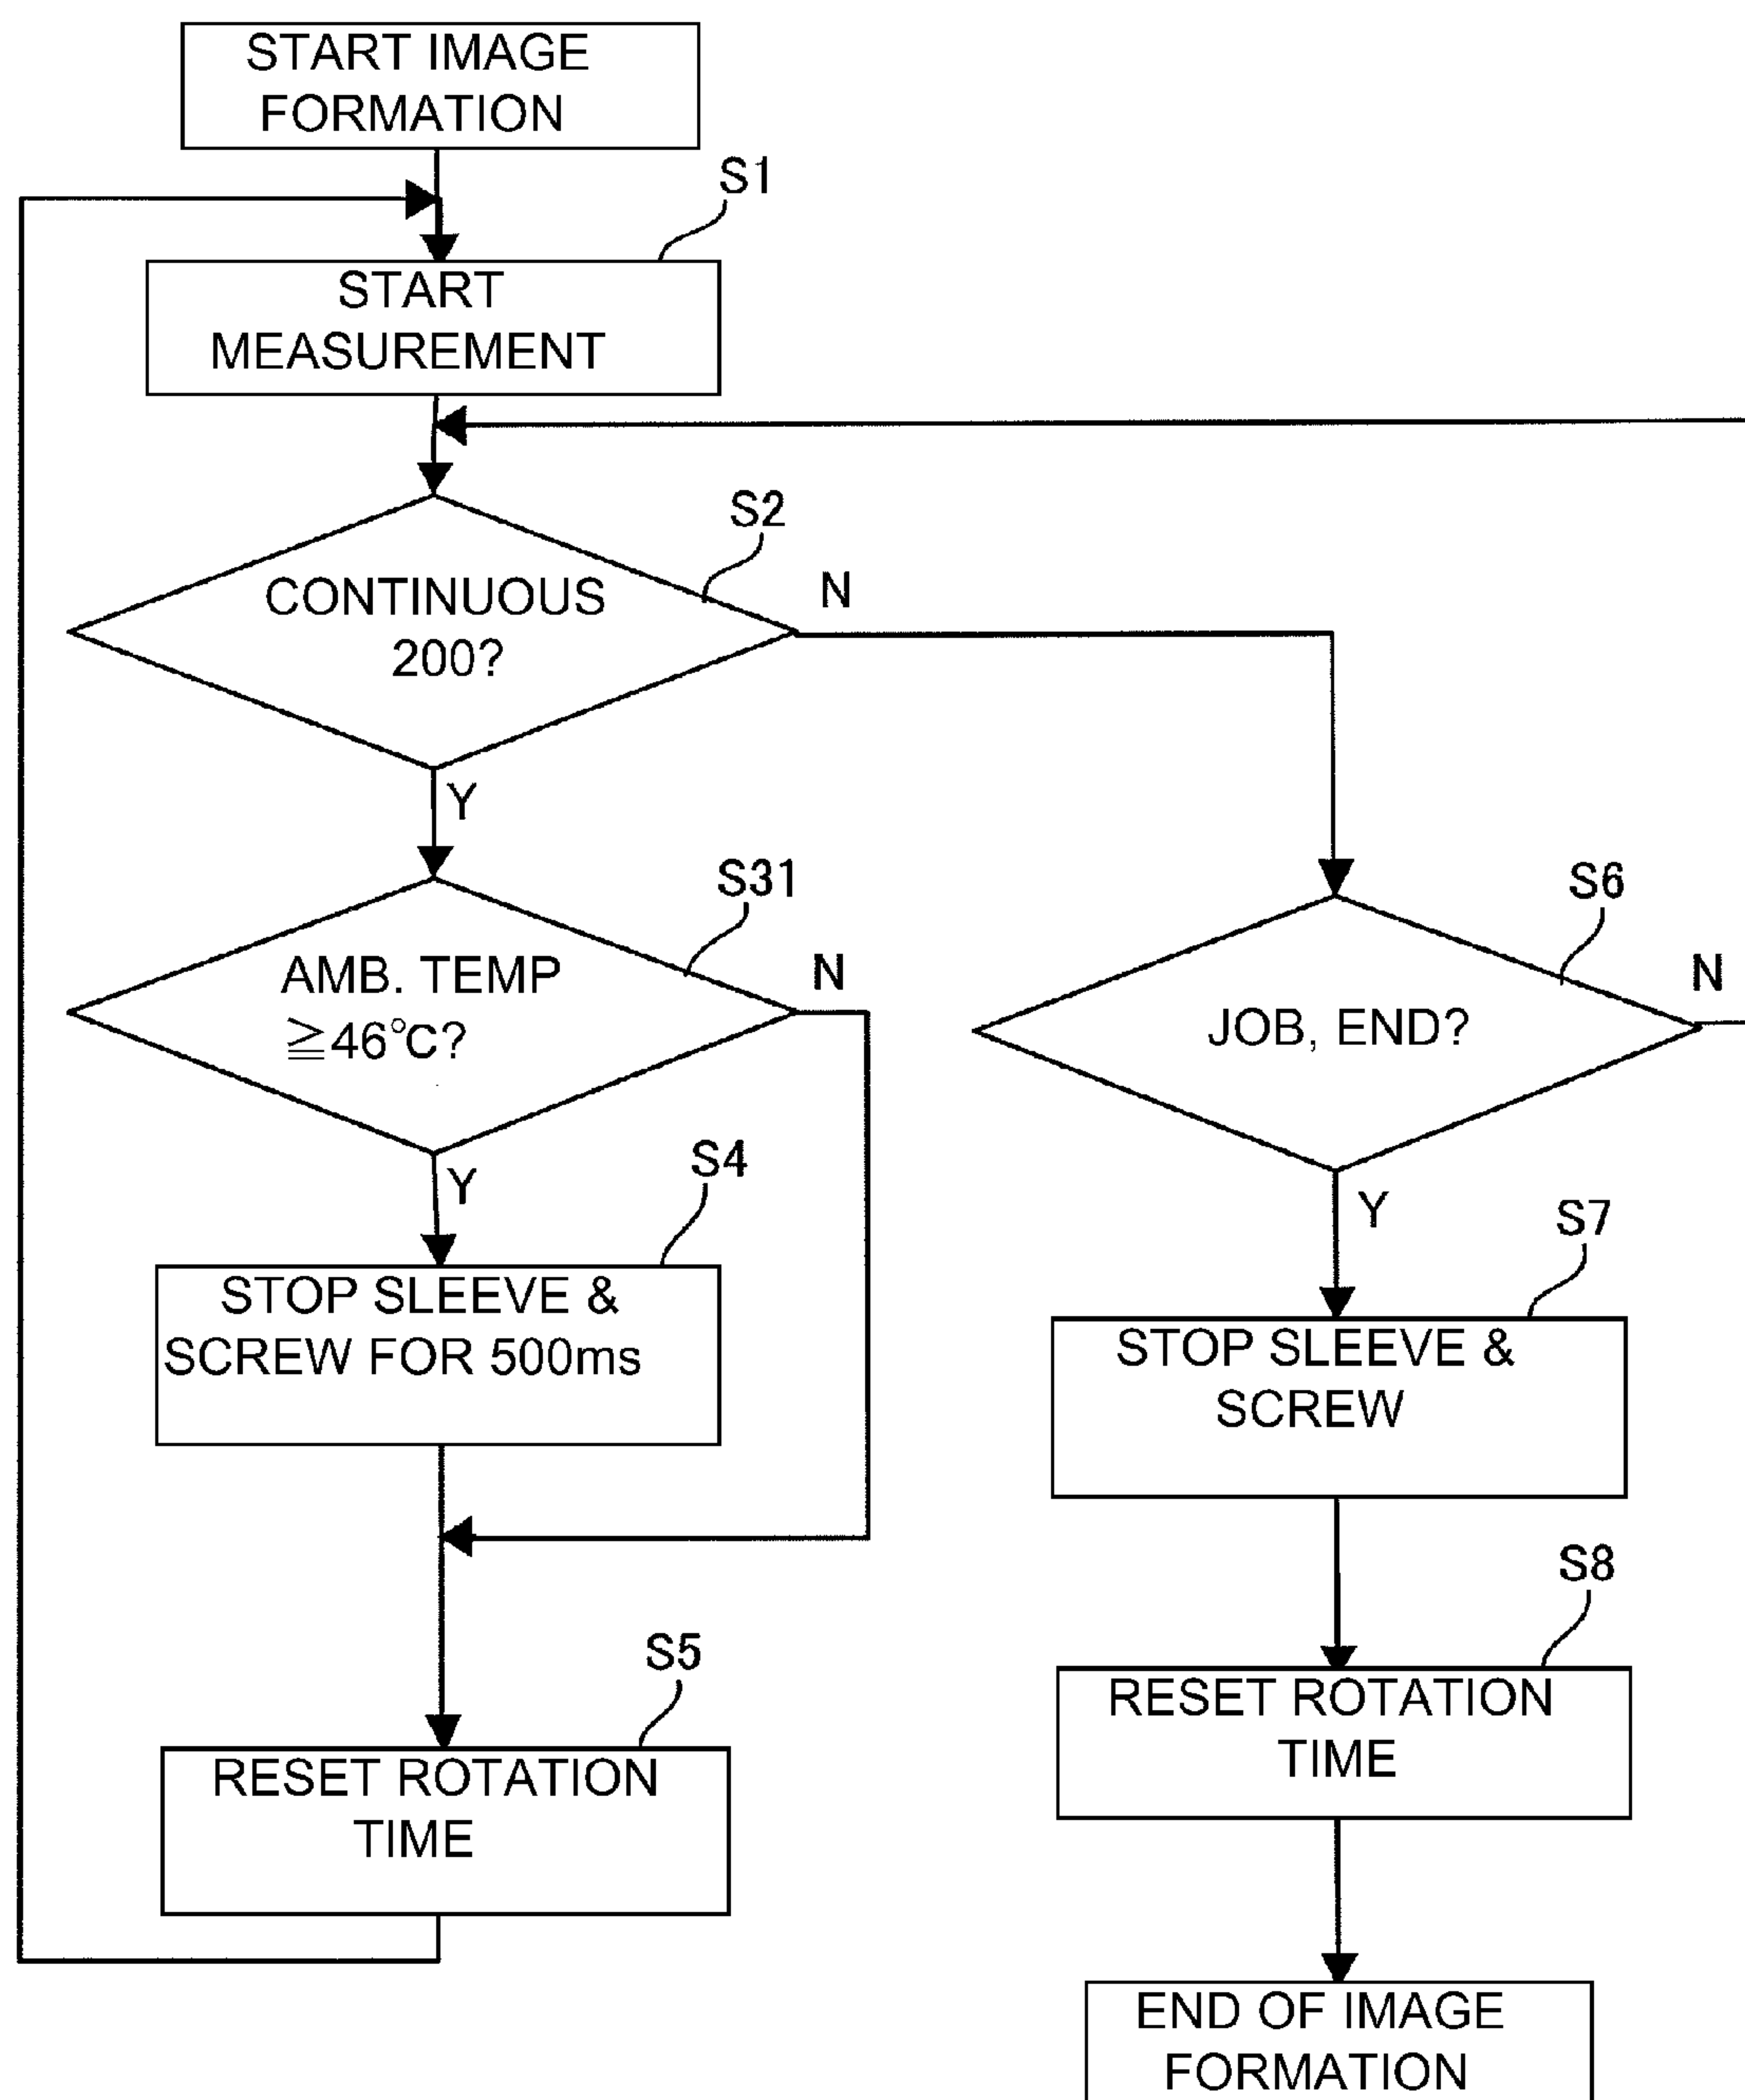 START IMAGE
FORMATION
S1
START
MEASUREMENT
S2
CONTINUOUS
200?
N
Y
S31
AMB. TEMP
≧46℃?
N
Y
S4
STOP SLEEVE &
SCREW FOR 500ms
S5
RESET ROTATION
TIME
S6
JOB, END?
N
Y
S7
STOP SLEEVE &
SCREW
S8
RESET ROTATION
TIME
END OF IMAGE
FORMATION